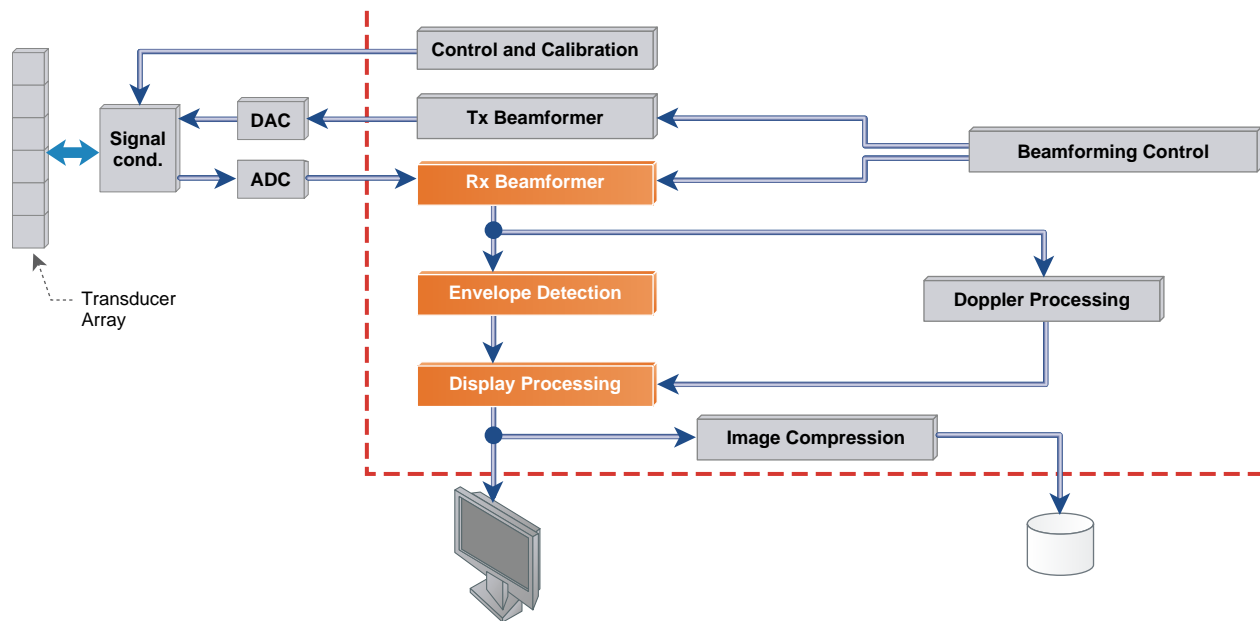 Control and Calibration
DAC
Tx Beamformer
Signal
cond.
Beamforming Control
ADC
Rx Beamformer
Envelope Detection
Doppler Processing
Transducer
Array
Display Processing
Image Compression